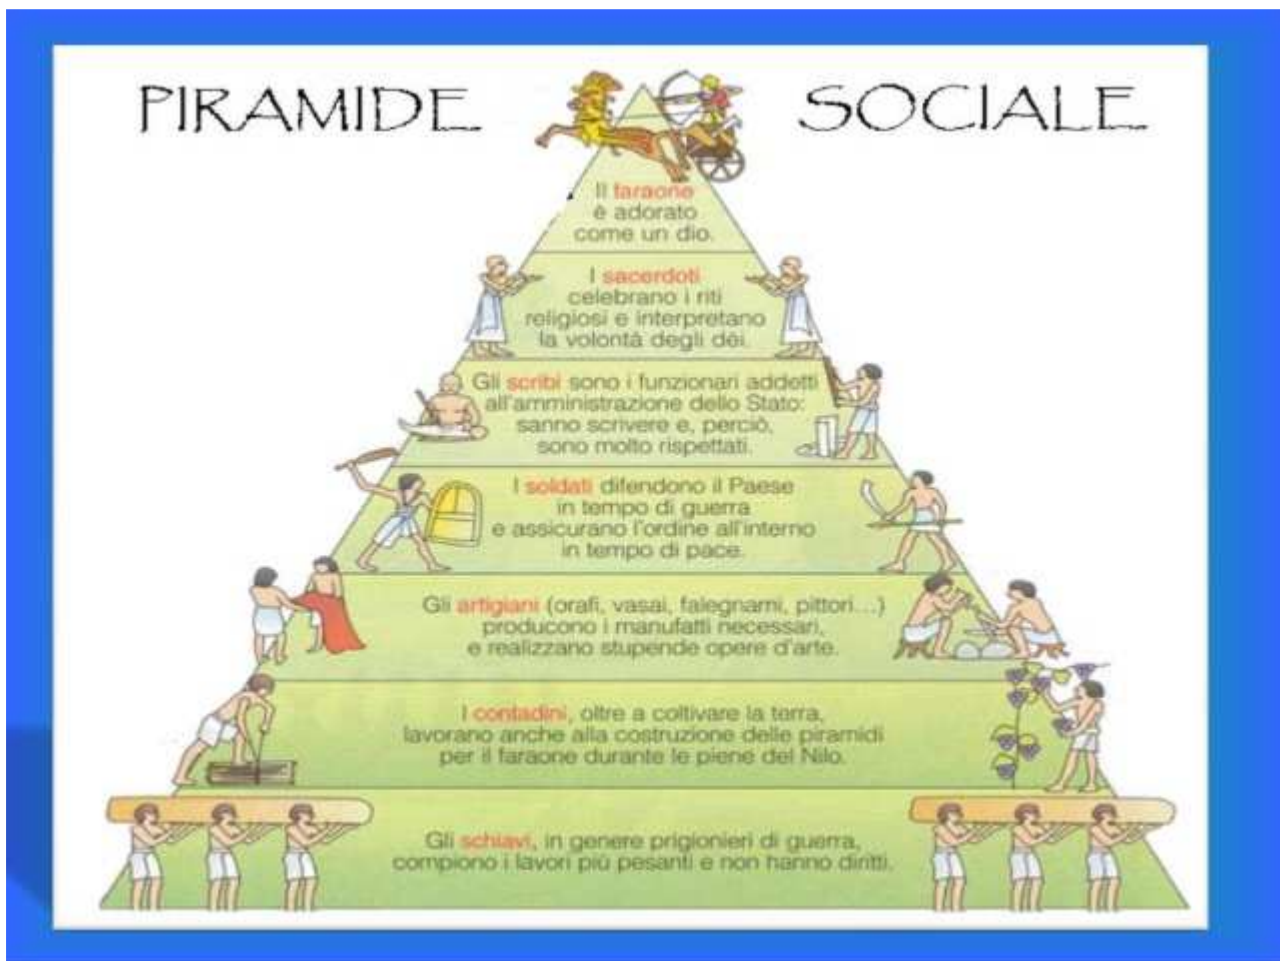 PIRAMIDE SOCIALE
Il faraone
è adorato
come un dio.
I sacerdoti
celebrano i riti
religiosi e interpretano
la volontà degli dèi.
Gli scribi sono i funzionari addetti
all'amministrazione dello Stato:
sanno scrivere e, perciò,
sono molto rispettati.
I soldati difendono il Paese
in tempo di guerra
e assicurano l'ordine all'interno
in tempo di pace.
Gli artigiani (orafi, vasai, falegnami, pittori...)
producono i manufatti necessari,
e realizzano stupende opere d'arte.
I contadini, oltre a coltivare la terra,
lavorano anche alla costruzione delle piramidi
per il faraone durante le piene del Nilo.
Gli schiavi, in genere prigionieri di guerra,
compiono i lavori più pesanti e non hanno diritti.